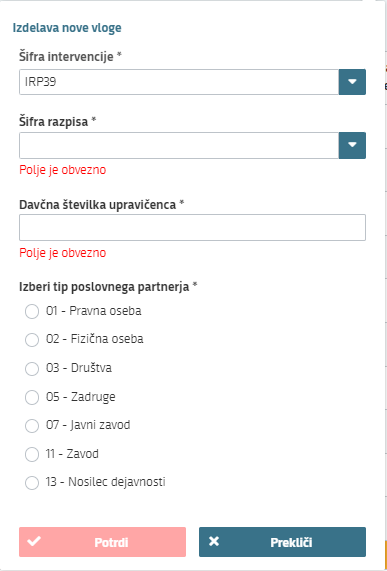 Izdelava nove vloge
Šifra intervencije *
IRP39
Šifra razpisa *
Polje je obvezno
Davčna številka upravičenca *
Polje je obvezno
Izberi tip poslovnega partnerja *
01 - Pravna oseba
02 - Fizična oseba
03 - Društva
05 - Zadruge
07 - Javni zavod
11 - Zavod
13 - Nosilec dejavnosti
Potrdi
Prekliči